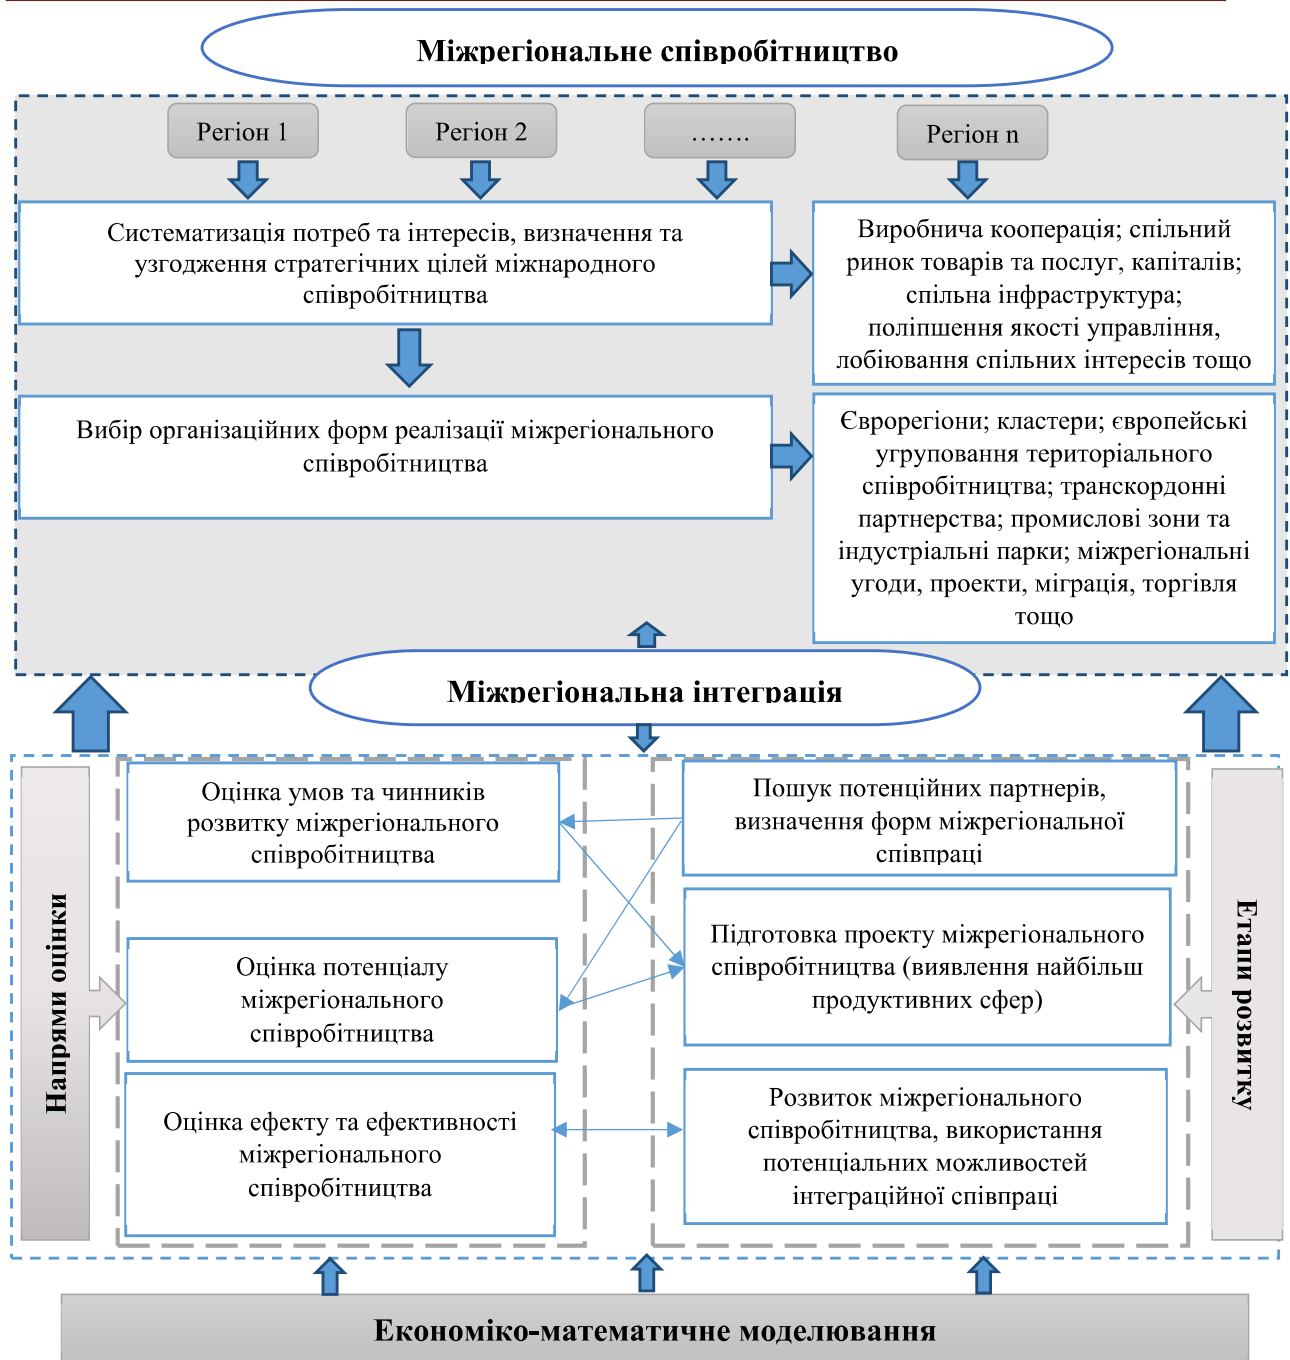 Міжрегіональне співробітництво
Регіон 1
Регіон 2
…….
Регіон n
Систематизація потреб та інтересів, визначення та
узгодження стратегічних цілей міжнародного
співробітництва
Виробнича кооперація; спільний
ринок товарів та послуг, капіталів;
спільна інфраструктура;
поліпшення якості управління,
лобіювання спільних інтересів тощо
Вибір організаційних форм реалізації міжрегіонального
співробітництва
Єврорегіони; кластери; європейські
угруповання територіального
співробітництва; транскордонні
партнерства; промислові зони та
індустріальні парки; міжрегіональні
угоди, проекти, міграція, торгівля
тощо
Міжрегіональна інтеграція
Напрями оцінки
Оцінка умов та чинників
розвитку міжрегіонального
співробітництва
Оцінка потенціалу
міжрегіонального
співробітництва
Оцінка ефекту та ефективності
міжрегіонального
співробітництва
Пошук потенційних партнерів,
визначення форм міжрегіональної
співпраці
Підготовка проекту міжрегіонального
співробітництва (виявлення найбільш
продуктивних сфер)
Розвиток міжрегіонального
співробітництва, використання
потенціальних можливостей
інтеграційної співпраці
Етапи розвитку
Економіко-математичне моделювання